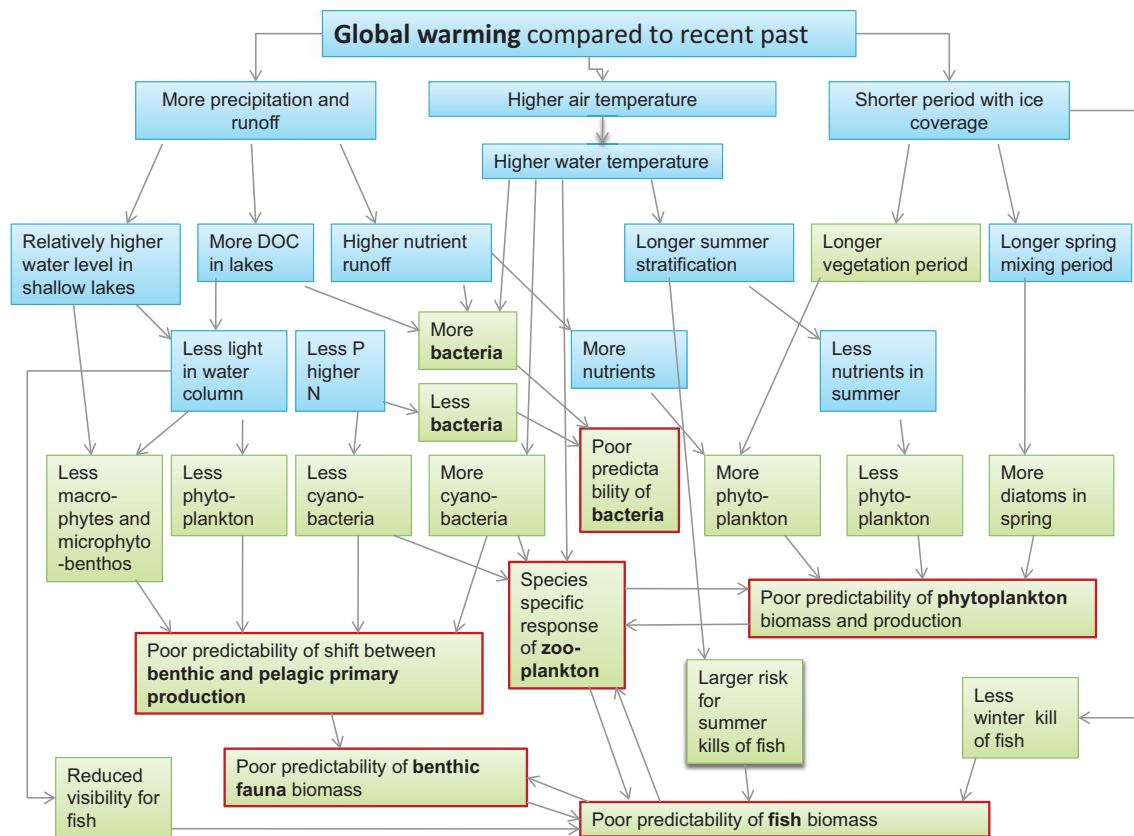 Global warming compared to recent past
More precipitation and
runoff
Higher air temperature
Shorter period with ice
coverage
Higher water temperature
Relatively higher
water level in
shallow lakes
More DOC
in lakes
Higher nutrient
runoff
Longer summer
stratification
Longer
vegetation period
Longer spring
mixing period
Less light
in water
column
Less P
higher
N
More
bacteria
Less
bacteria
More
nutrients
Less
nutrients in
summer
Less
macro-
phytes and
microphyto
-benthos
Less
phyto-
plankton
Less
cyano-
bacteria
More
cyano-
bacteria
Poor
predicta
bility of
bacteria
More
phyto-
plankton
Less
phyto-
plankton
More
diatoms in
spring
Species
specific
response
of zoo-
plankton
Poor predictability of phytoplankton
biomass and production
Poor predictability of shift between
benthic and pelagic primary
production
Larger risk
for
summer
kills of fish
Less
winter kill
of fish
Poor predictability of benthic
fauna biomass
Reduced
visibility for
fish
Poor predictability of fish biomass